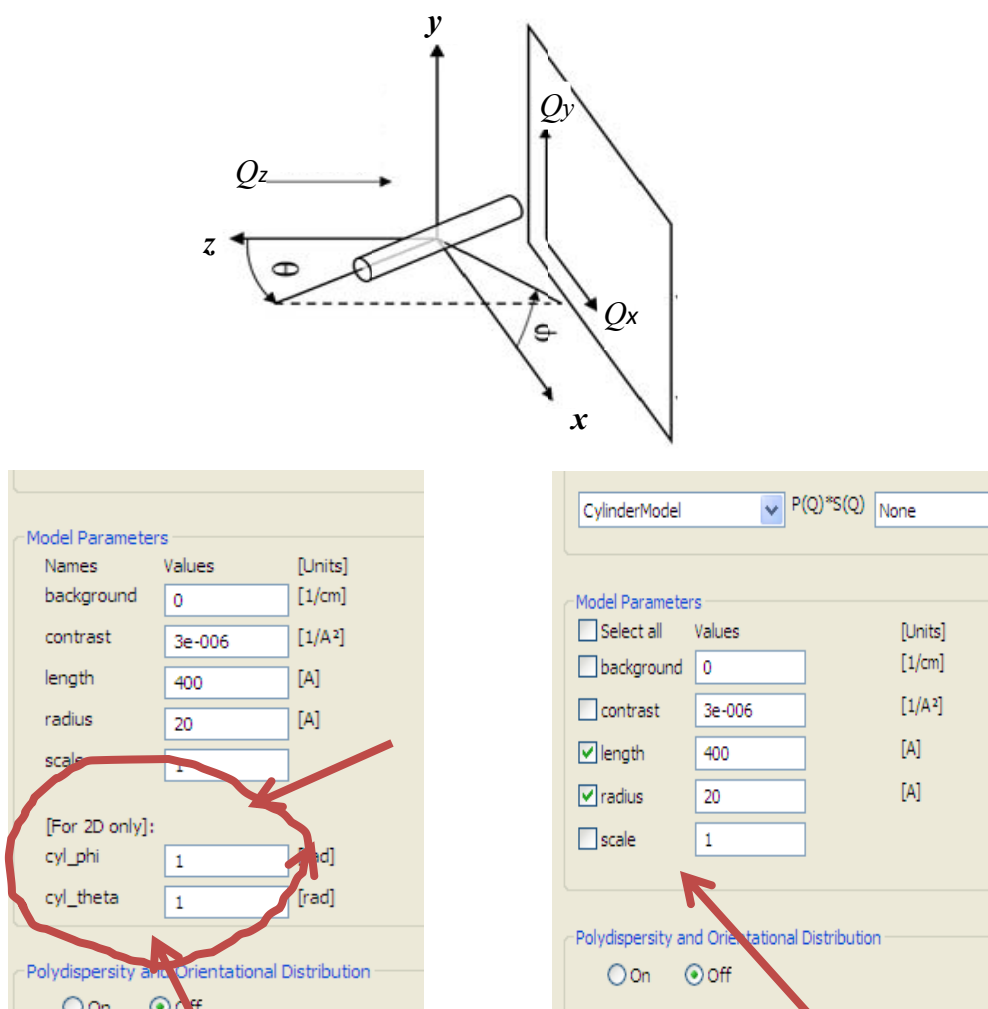 y
Qy
Qz
z
θ
Qx
φ
x
Model Parameters
Names Values [Units]
background 0 [1/cm]
contrast 3e-006 [1/A²]
length 400 [A]
radius 20 [A]
scale 1
[For 2D only]:
cyl_phi 1 [rad]
cyl_theta 1 [rad]
Polydispersity and Orientational Distribution
On Off
CylinderModel P(Q)*S(Q) None
Model Parameters
Select all Values [Units]
background 0 [1/cm]
contrast 3e-006 [1/A²]
length 400 [A]
radius 20 [A]
scale 1
Polydispersity and Orientational Distribution
On Off